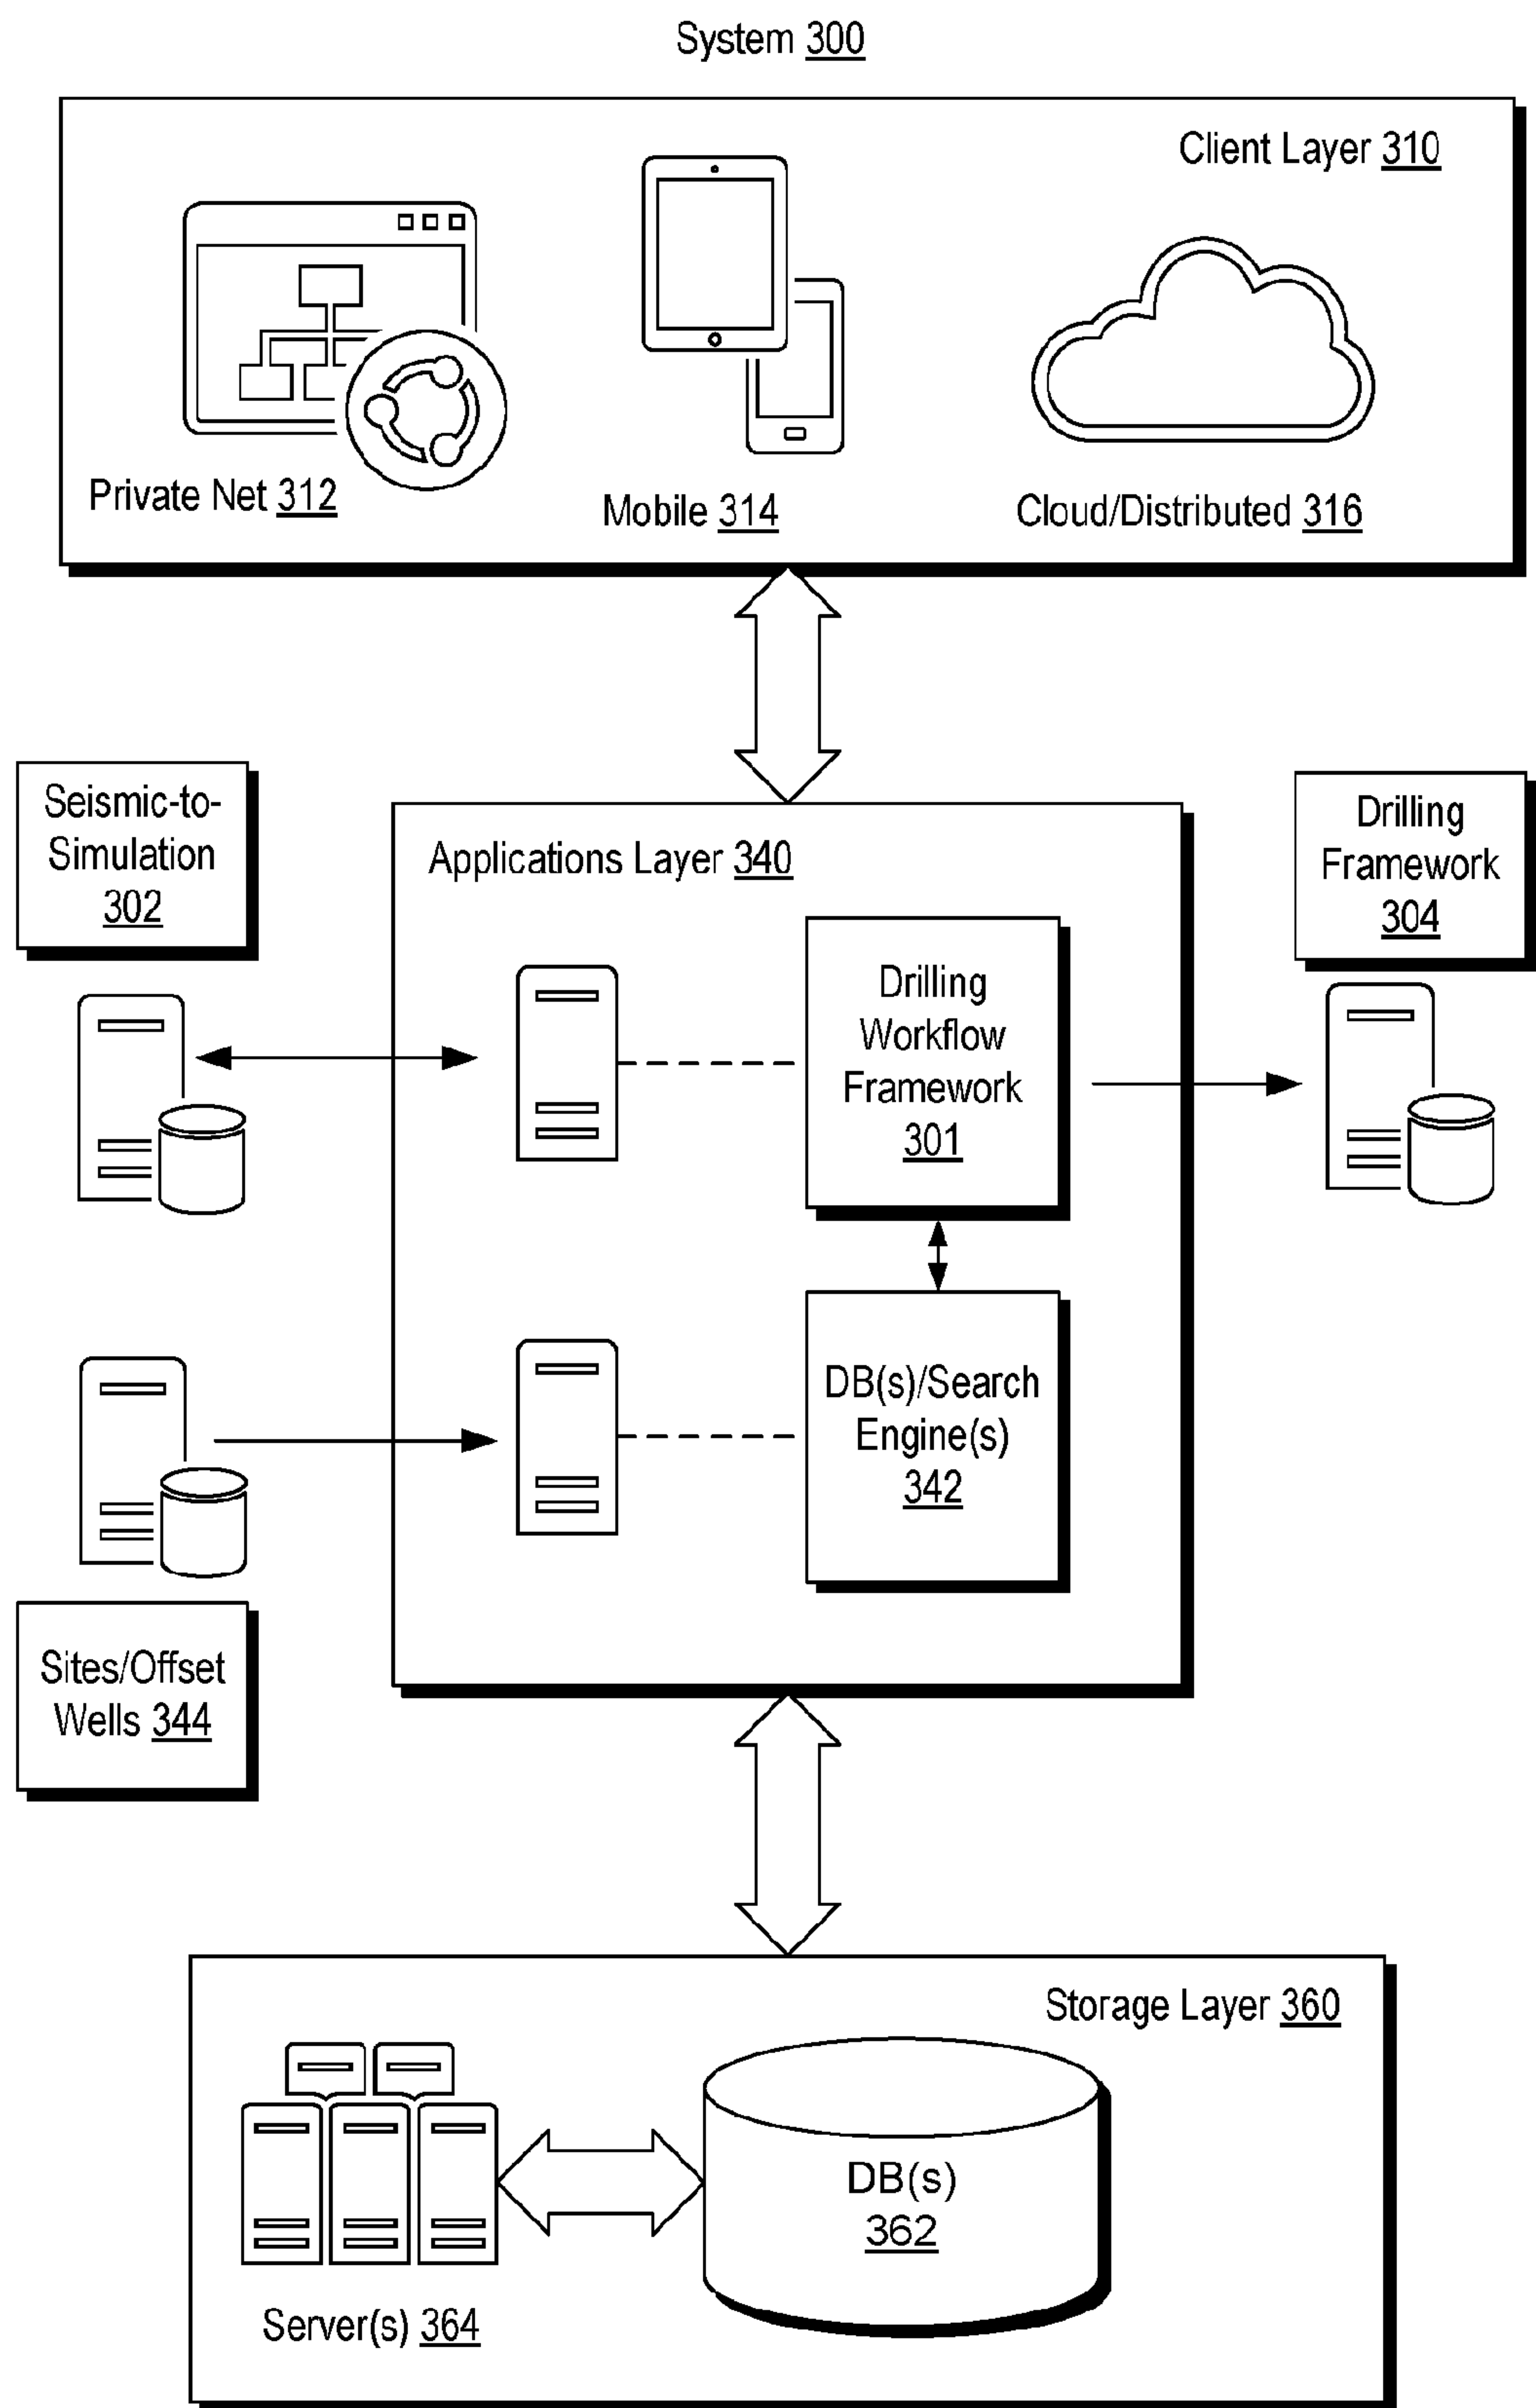 System 300
Client Layer 310
Private Net 312
Mobile 314
Cloud/Distributed 316
Seismic-to-
Simulation
302
Applications Layer 340
Drilling
Framework
304
Drilling
Workflow
Framework
301
DB(s)/Search
Engine(s)
342
Sites/Offset
Wells 344
Storage Layer 360
DB(s)
362
Server(s) 364